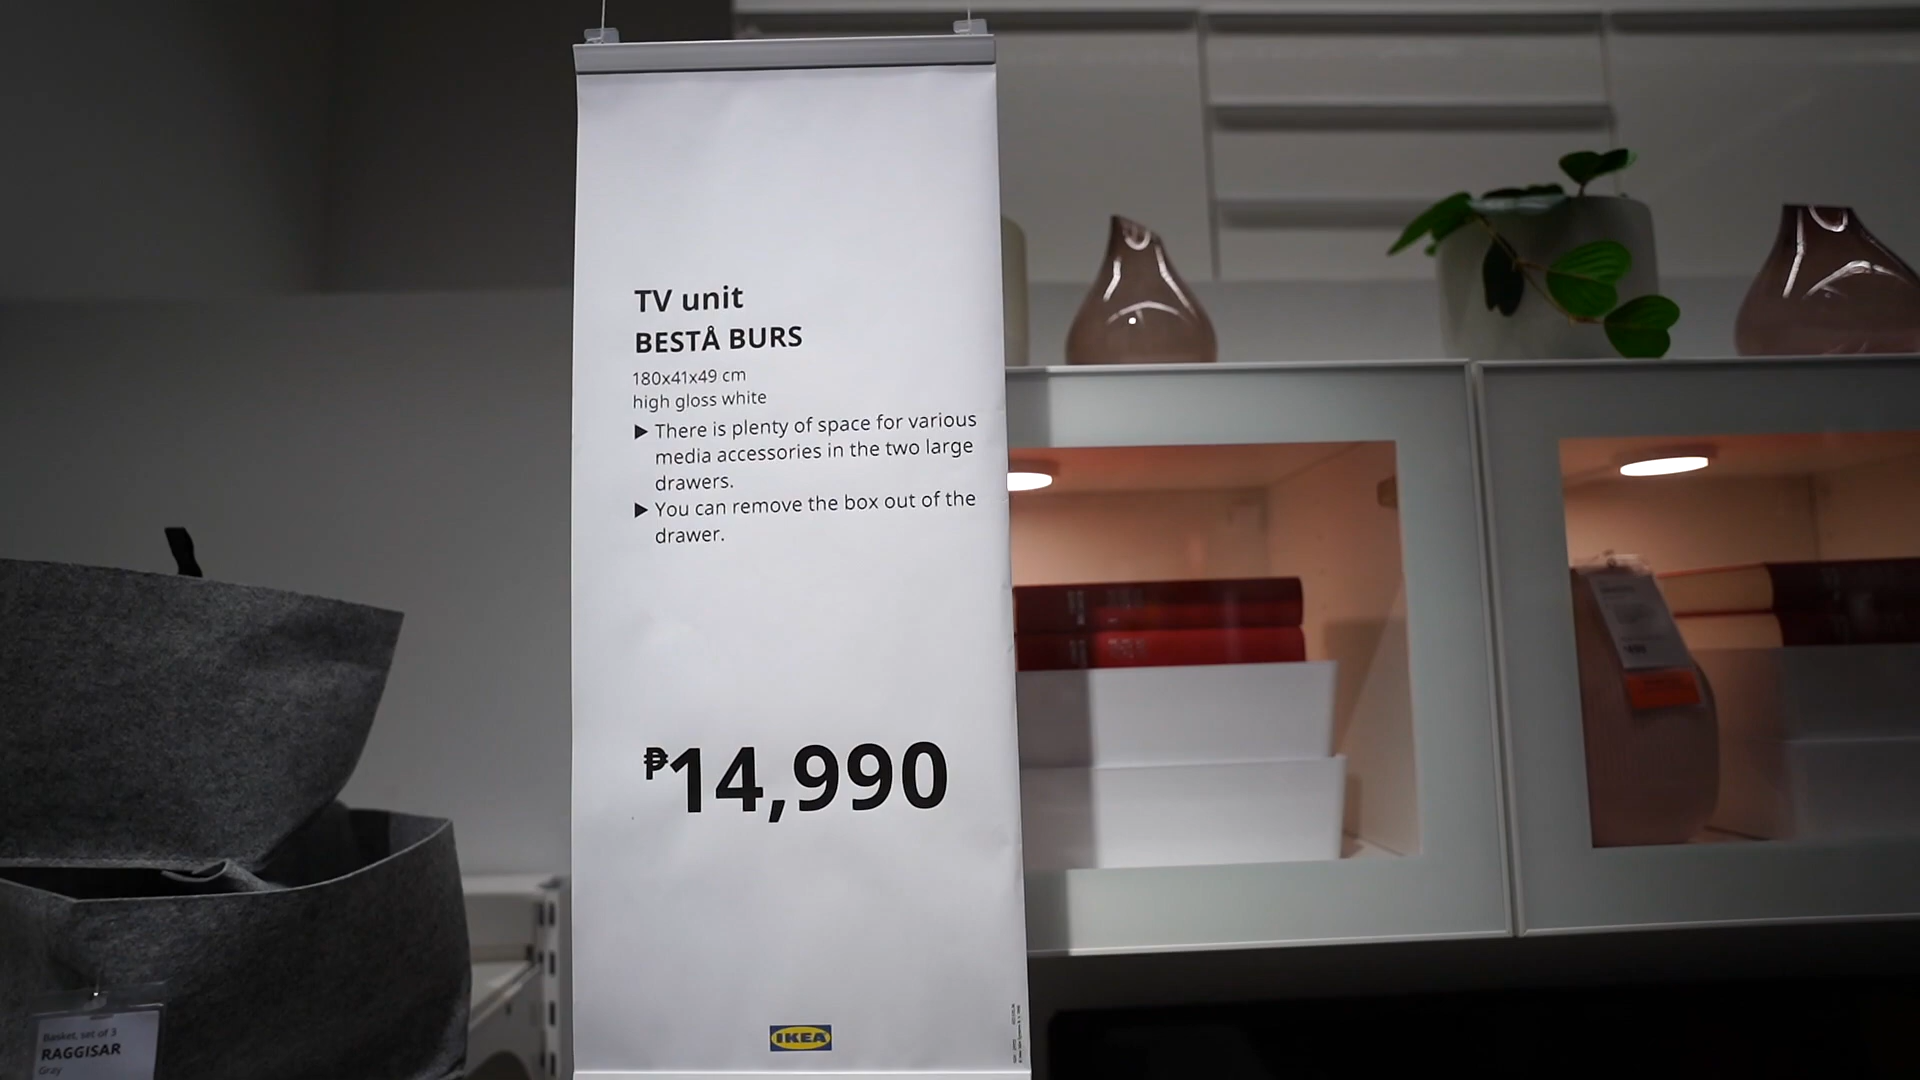 TV unit
BESTÅ BURS
180x41x49 cm
high gloss white
▶ There is plenty of space for various
media accessories in the two large
drawers.
▶ You can remove the box out of the
drawer.
₱14,990
IKEA
Basket, set of 3
RAGGISAR
Gray